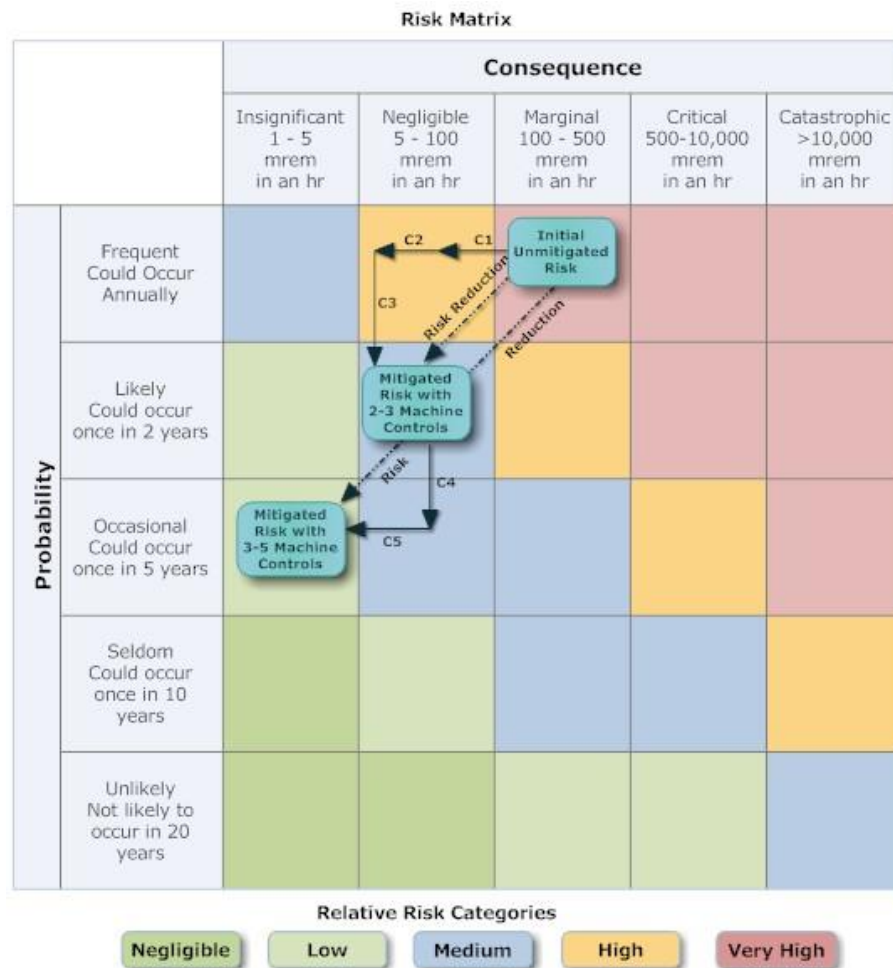 Risk Matrix
Consequence
Insignificant
1 - 5
mrem
in an hr
Negligible
5 - 100
mrem
in an hr
Marginal
100 - 500
mrem
in an hr
Critical
500-10,000
mrem
in an hr
Catastrophic
>10,000
mrem
in an hr
Probability
Frequent
Could Occur
Annually
C2
C1
Initial
Unmitigated
Risk
C3
Risk Reduction
Reduction
Likely
Could occur
once in 2 years
Mitigated
Risk with
2-3 Machine
Controls
Risk
C4
Occasional
Could occur
once in 5 years
Mitigated
Risk with
3-5 Machine
Controls
C5
Seldom
Could occur
once in 10
years
Unlikely
Not likely to
occur in 20
years
Relative Risk Categories
Negligible
Low
Medium
High
Very High